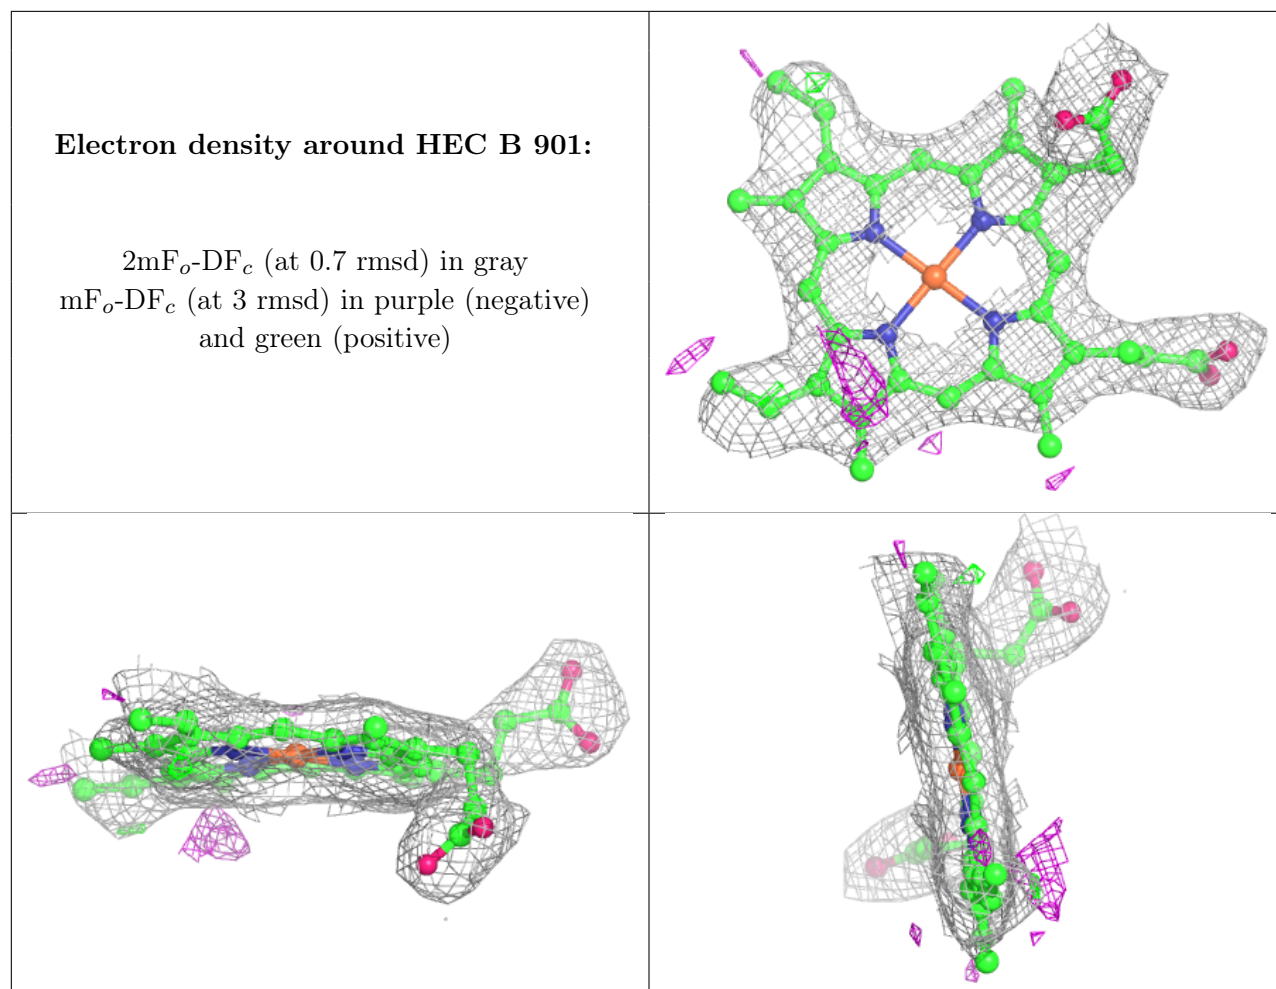 Electron density around HEC B 901:
2mFₒ-DF𝒸 (at 0.7 rmsd) in gray
mFₒ-DF𝒸 (at 3 rmsd) in purple (negative)
and green (positive)